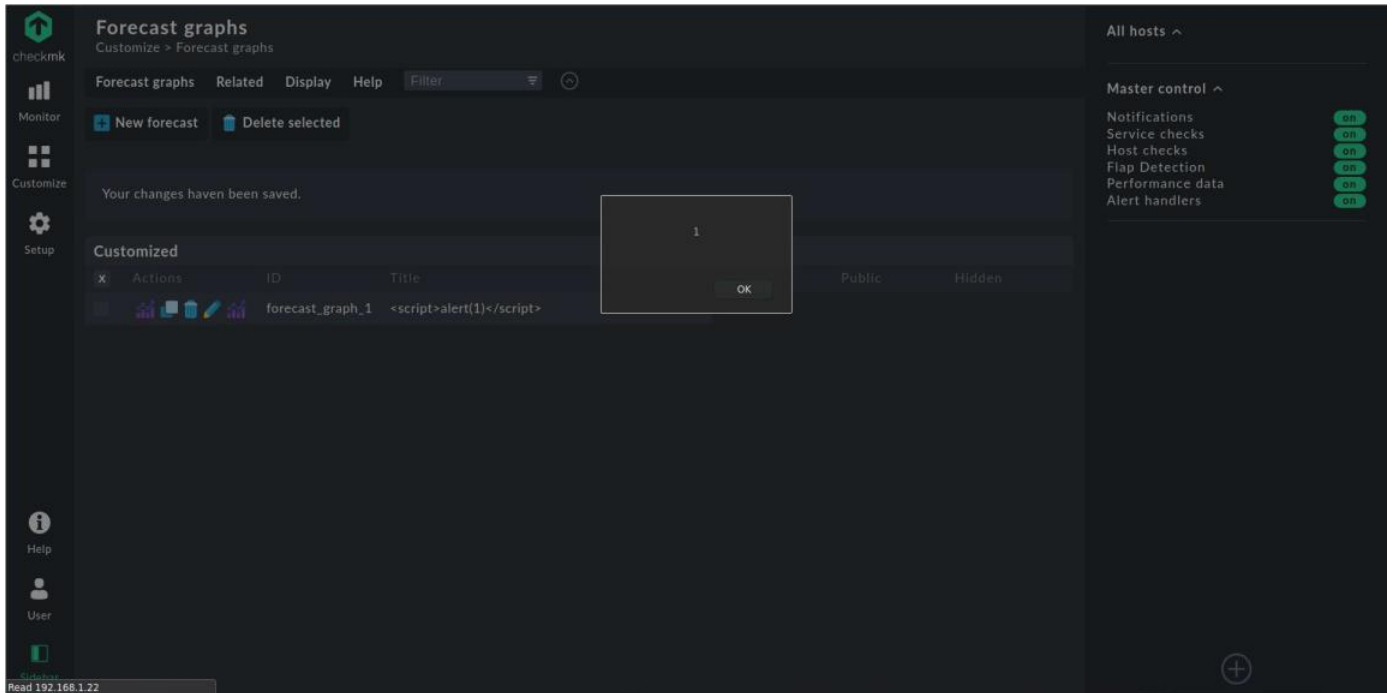 checkmk
Monitor
Customize
Setup
Help
User
Sidebar
Forecast graphs
Customize > Forecast graphs
Forecast graphs Related Display Help Filter
New forecast Delete selected
Your changes haven been saved.
Customized
X Actions ID Title Public Hidden
forecast_graph_1 <script>alert(1)</script>
1
OK
All hosts
Master control
Notifications on
Service checks on
Host checks on
Flap Detection on
Performance data on
Alert handlers on
Read 192.168.1.22